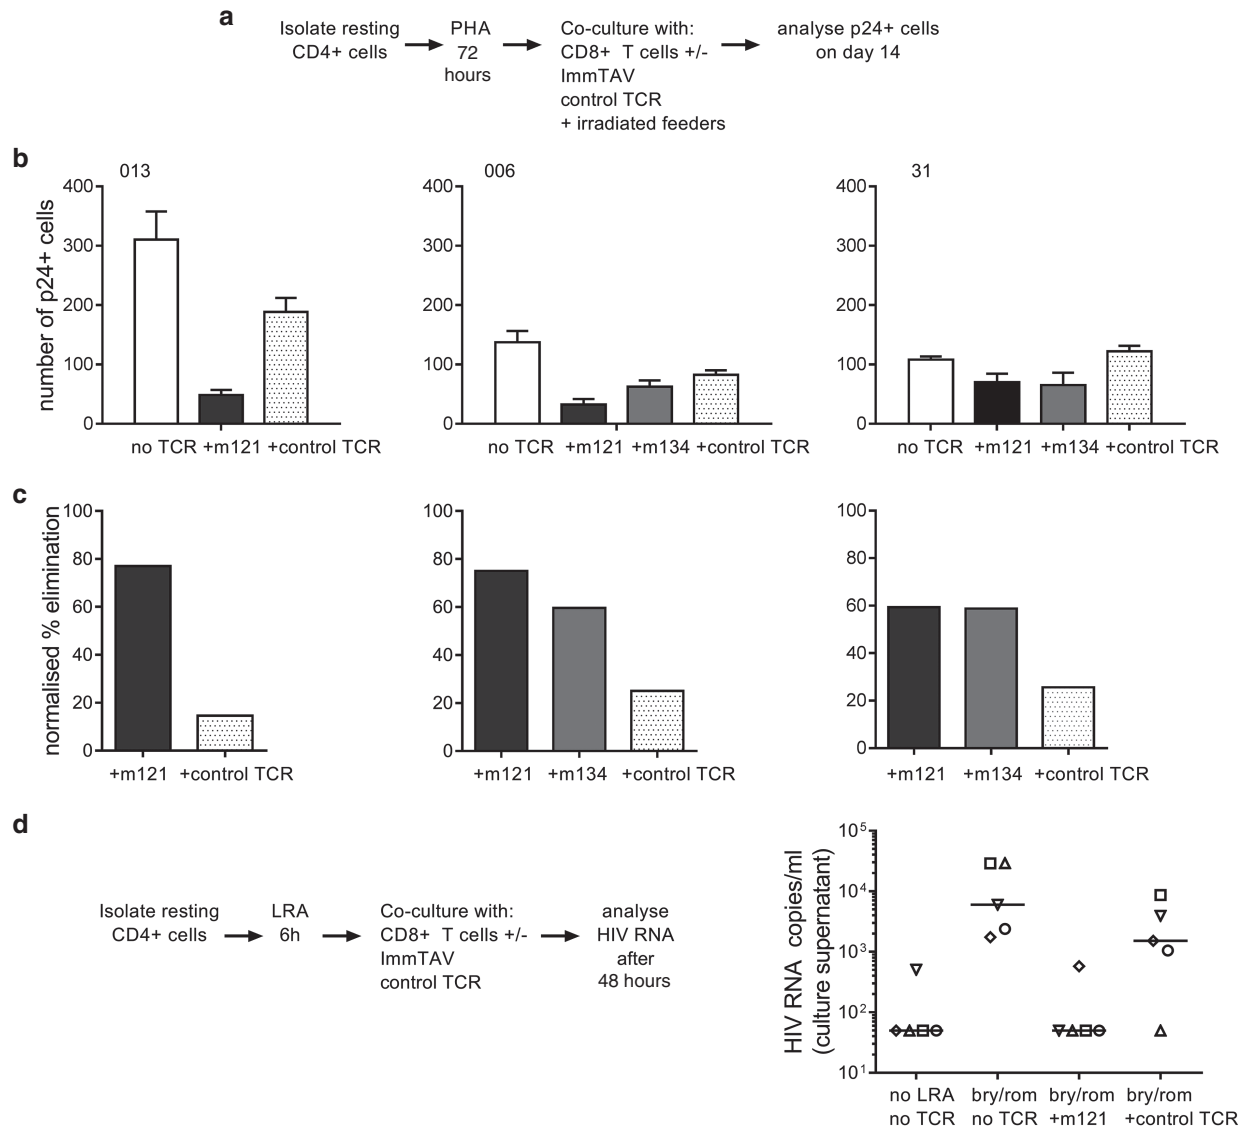 a
Isolate resting
CD4+ cells
PHA
72
hours
Co-culture with:
CD8+ T cells +/-
ImmTAV
control TCR
+ irradiated feeders
analyse p24+ cells
on day 14
b
number of p24+ cells
013
400
300
200
100
0
no TCR +m121 +control TCR
006
400
300
200
100
0
no TCR +m121 +m134 +control TCR
31
400
300
200
100
0
no TCR +m121 +m134 +control TCR
c
normalised % elimination
100
80
60
40
20
0
+m121 +control TCR
100
80
60
40
20
0
+m121 +m134 +control TCR
100
80
60
40
20
0
+m121 +m134 +control TCR
d
Isolate resting
CD4+ cells
LRA
6h
Co-culture with:
CD8+ T cells +/-
ImmTAV
control TCR
analyse
HIV RNA
after
48 hours
HIV RNA copies/ml
(culture supernatant)
10⁵
10⁴
10³
10²
10¹
no LRA
no TCR
bry/rom
no TCR
bry/rom
+m121
bry/rom
+control TCR